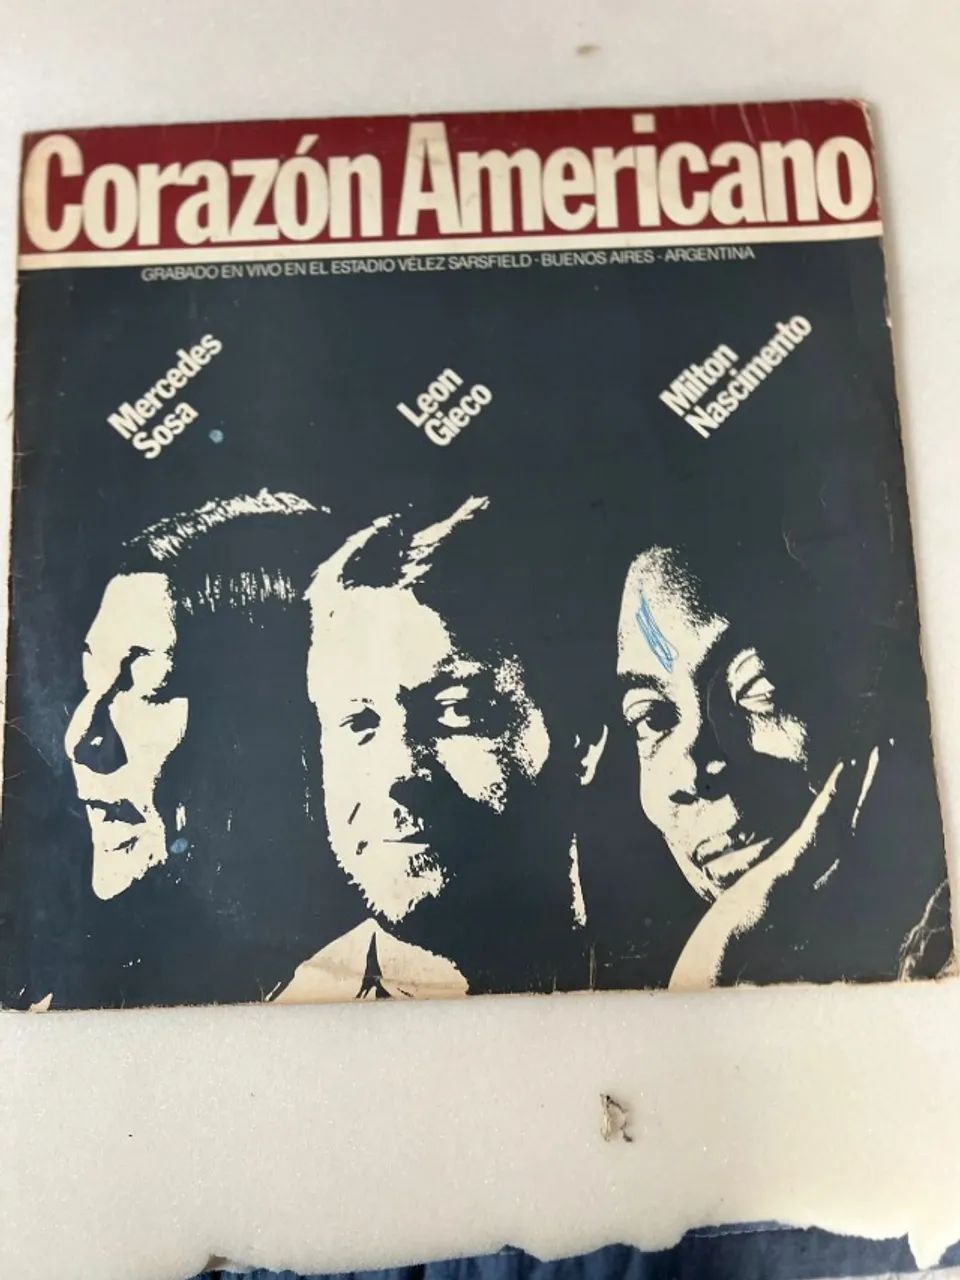 Corazón Americano
GRABADO EN VIVO EN EL ESTADIO VÉLEZ SARSFIELD - BUENOS AIRES - ARGENTINA
Mercedes
Sosa
Leon
Gieco
Milton
Nascimento